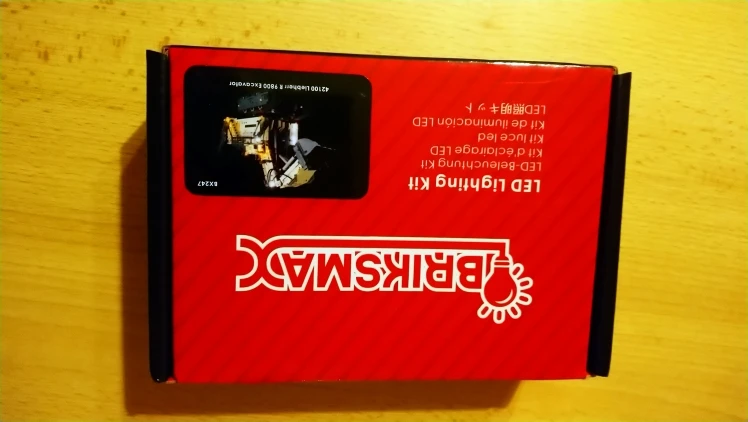 BRIKSMAX
LED Lighting Kit
LED-Beleuchtung Kit
Kit d'éclairage LED
Kit luce led
Kit de iluminación LED
LED照明キット
BX247
42100 Liebherr R 9800 Excavator